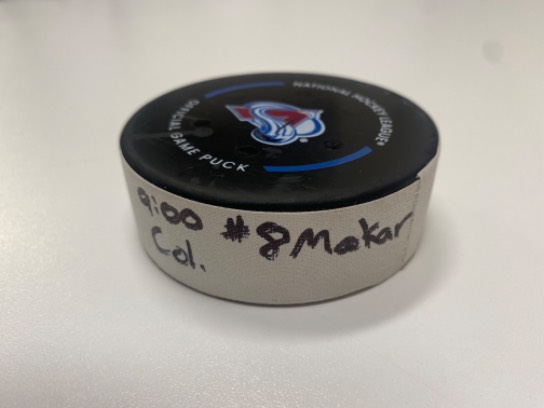 NATIONAL HOCKEY LEAGUE
OFFICIAL GAME PUCK
9:00 #8 Makar
Col.